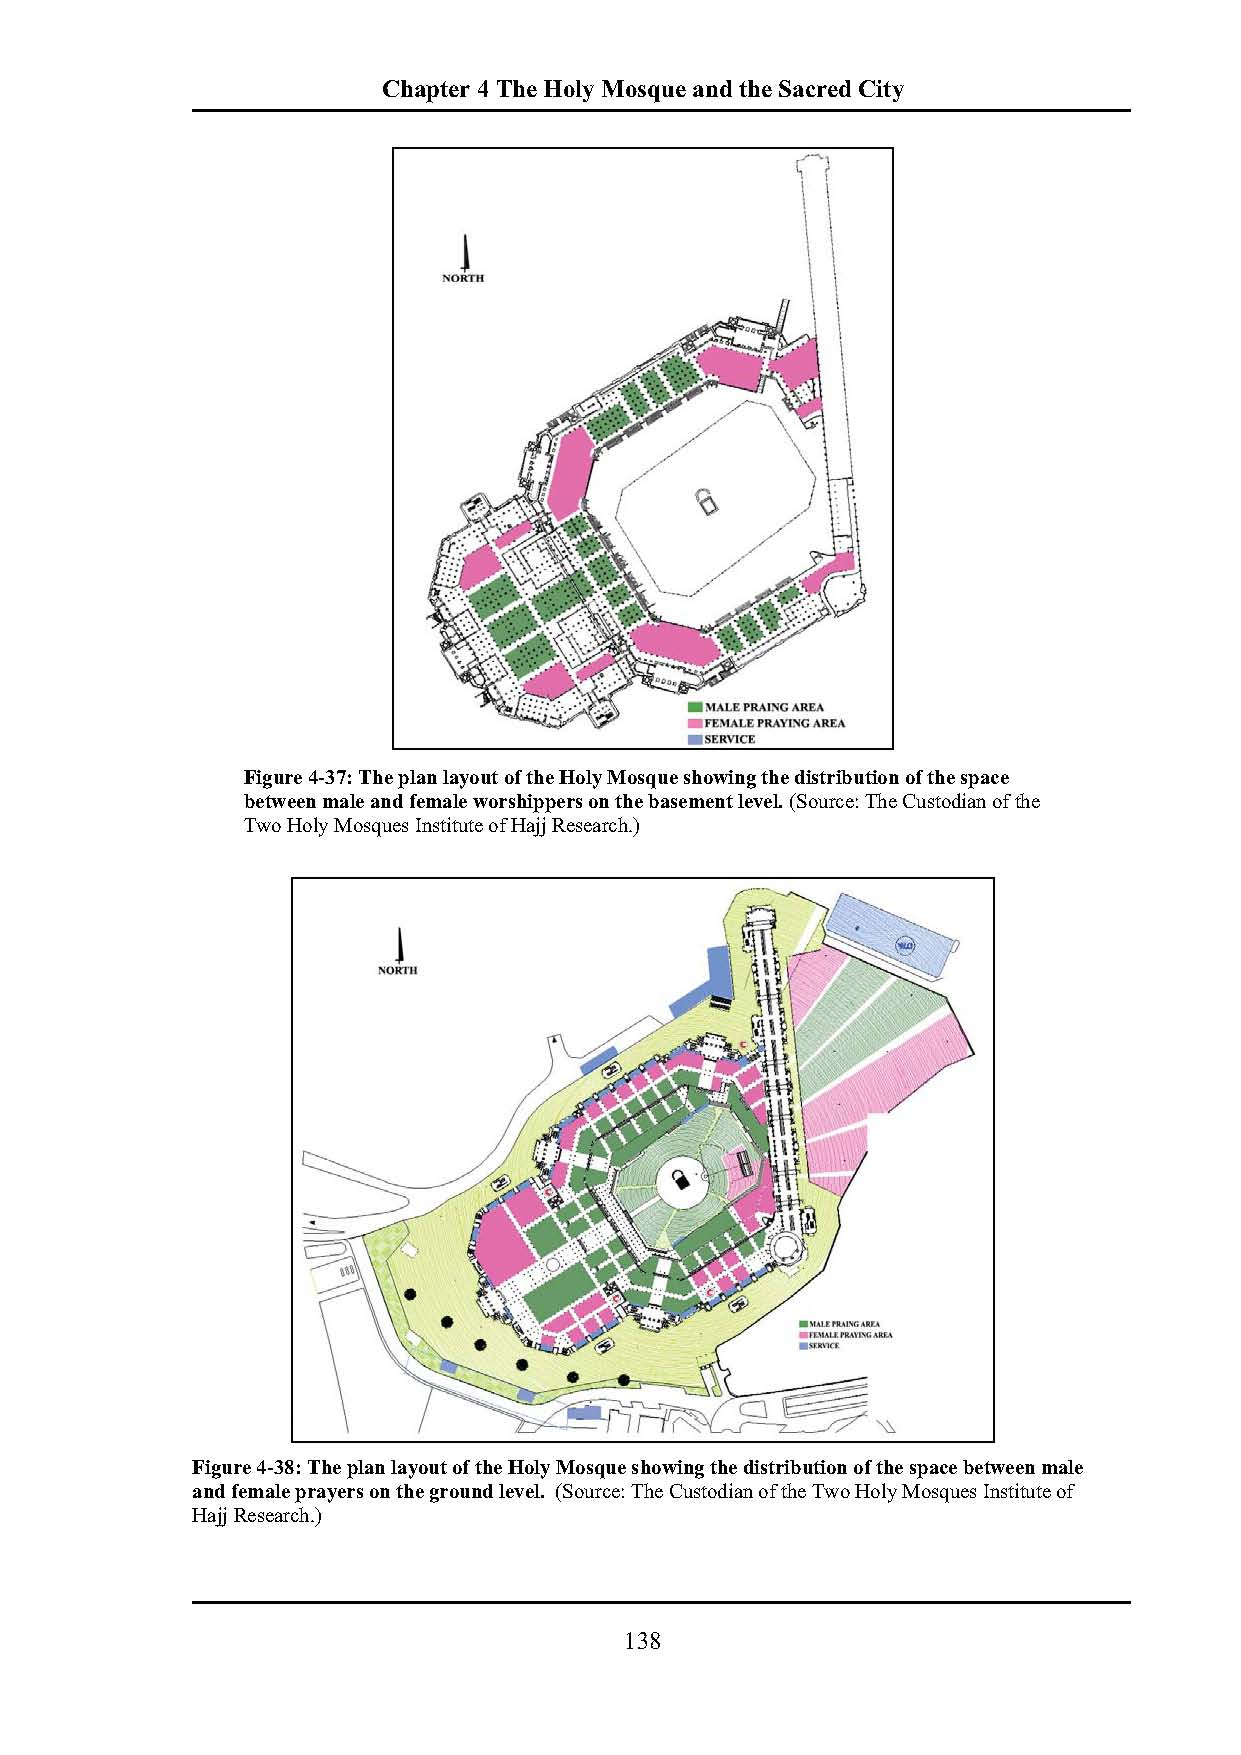 Chapter 4 The Holy Mosque and the Sacred City
NORTH
MALE PRAING AREA
FEMALE PRAYING AREA
SERVICE
Figure 4-37: The plan layout of the Holy Mosque showing the distribution of the space
between male and female worshippers on the basement level. (Source: The Custodian of the
Two Holy Mosques Institute of Hajj Research.)
NORTH
MALE PRAING AREA
FEMALE PRAYING AREA
SERVICE
Figure 4-38: The plan layout of the Holy Mosque showing the distribution of the space between male
and female prayers on the ground level. (Source: The Custodian of the Two Holy Mosques Institute of
Hajj Research.)
138